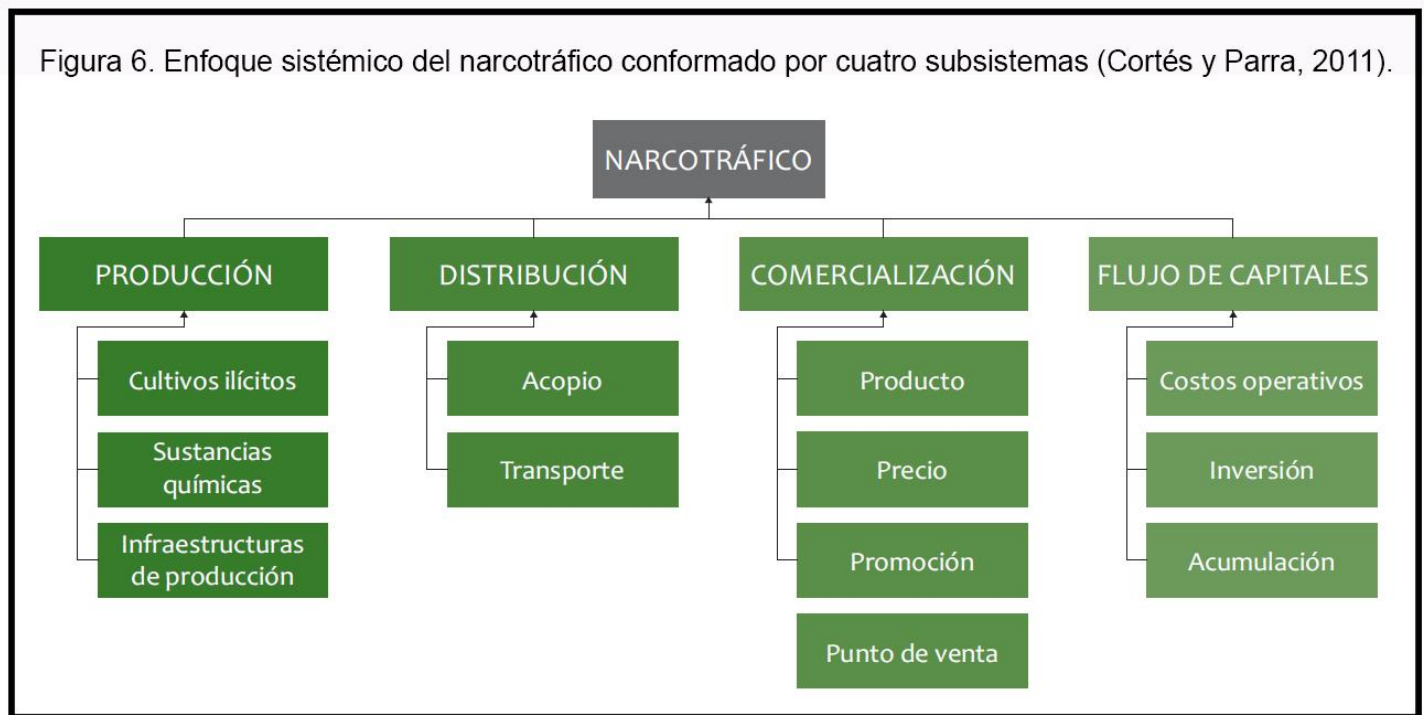 Figura 6. Enfoque sistémico del narcotráfico conformado por cuatro subsistemas (Cortés y Parra, 2011).
NARCOTRÁFICO
PRODUCCIÓN
Cultivos ilícitos
Sustancias
químicas
Infraestructuras
de producción
DISTRIBUCIÓN
Acopio
Transporte
COMERCIALIZACIÓN
Producto
Precio
Promoción
Punto de venta
FLUJO DE CAPITALES
Costos operativos
Inversión
Acumulación